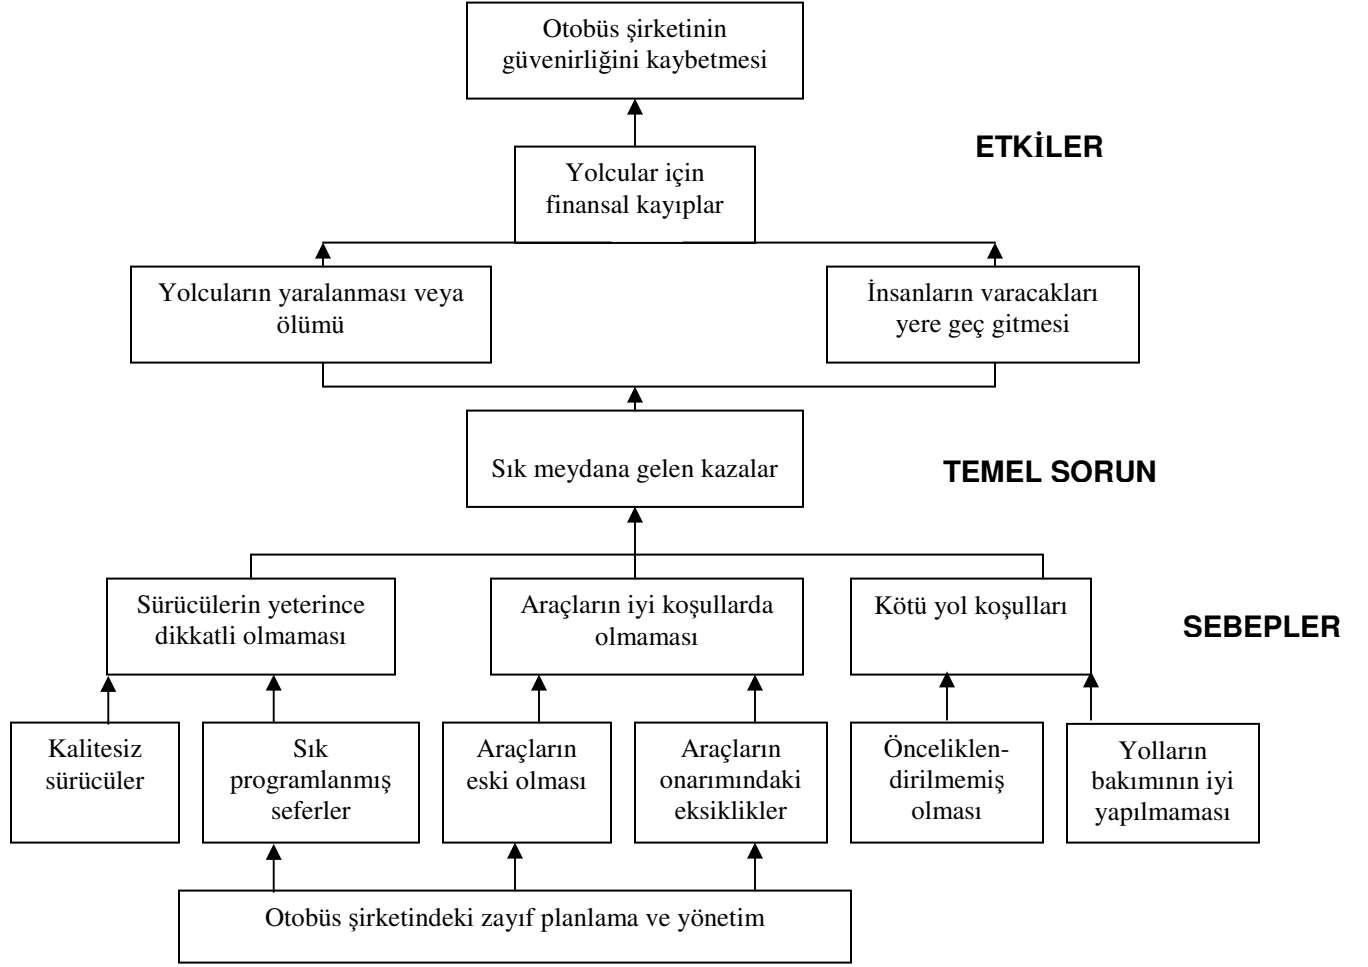 Otobüs şirketinin
güvenirliğini kaybetmesi
ETKİLER
Yolcular için
finansal kayıplar
Yolcuların yaralanması veya
ölümü
İnsanların varacakları
yere geç gitmesi
Sık meydana gelen kazalar
TEMEL SORUN
Sürücülerin yeterince
dikkatli olmaması
Araçların iyi koşullarda
olmaması
Kötü yol koşulları
SEBEPLER
Kalitesiz
sürücüler
Sık
programlanmış
seferler
Araçların
eski olması
Araçların
onarımındaki
eksiklikler
Önceliklen-
dirilmemiş
olması
Yolların
bakımının iyi
yapılmaması
Otobüs şirketindeki zayıf planlama ve yönetim